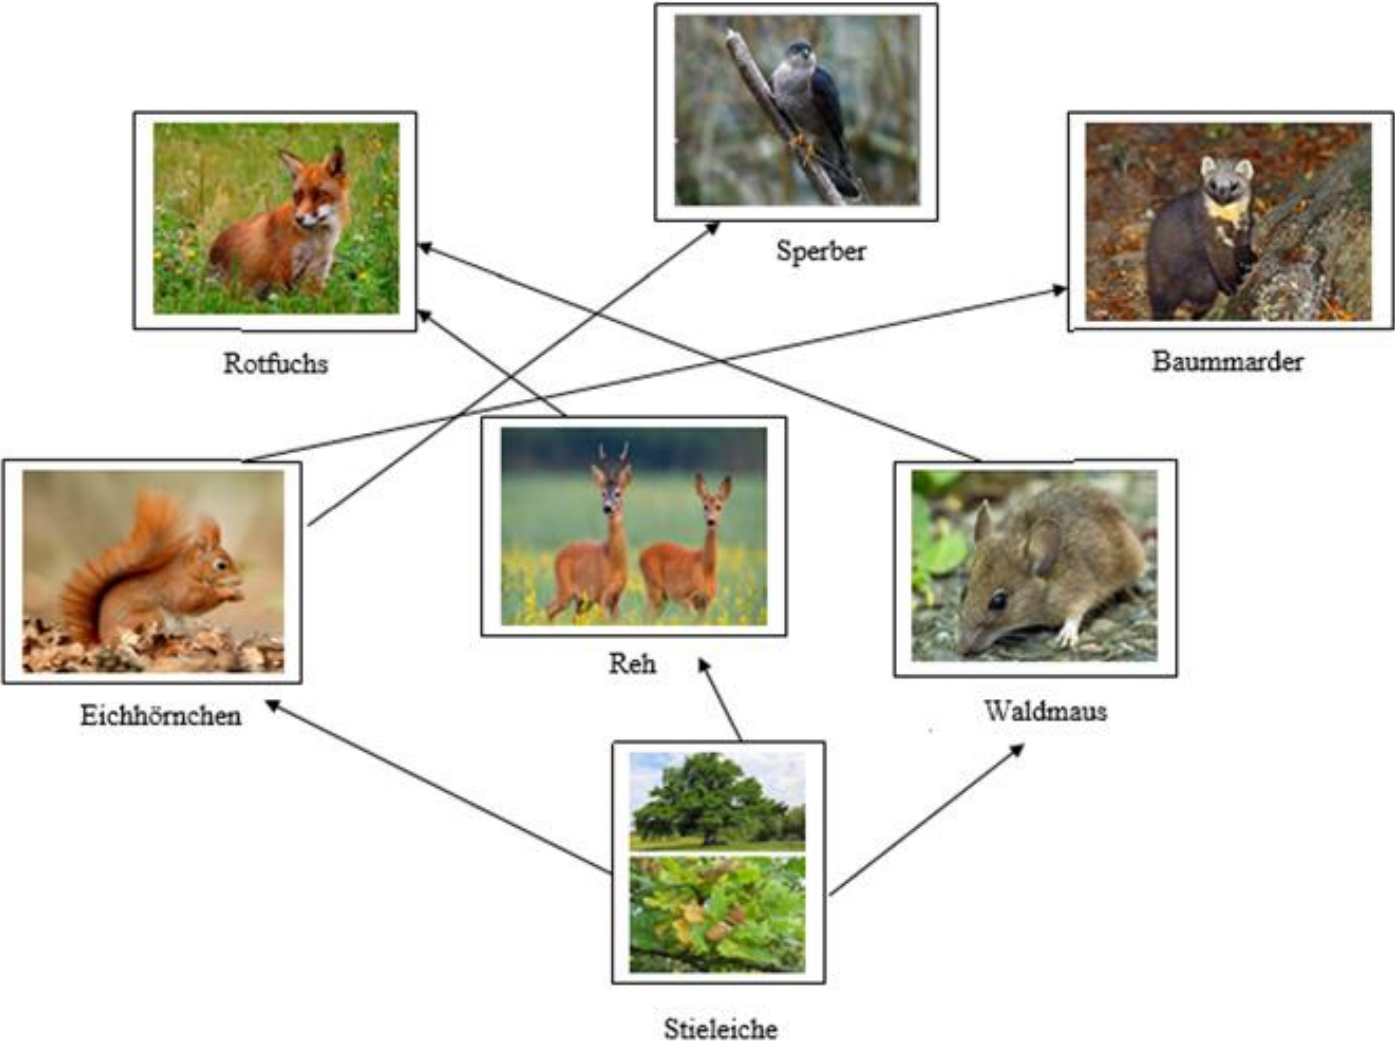 Sperber
Rotfuchs
Baummarder
Reh
Eichhörnchen
Waldmaus
Stieleiche